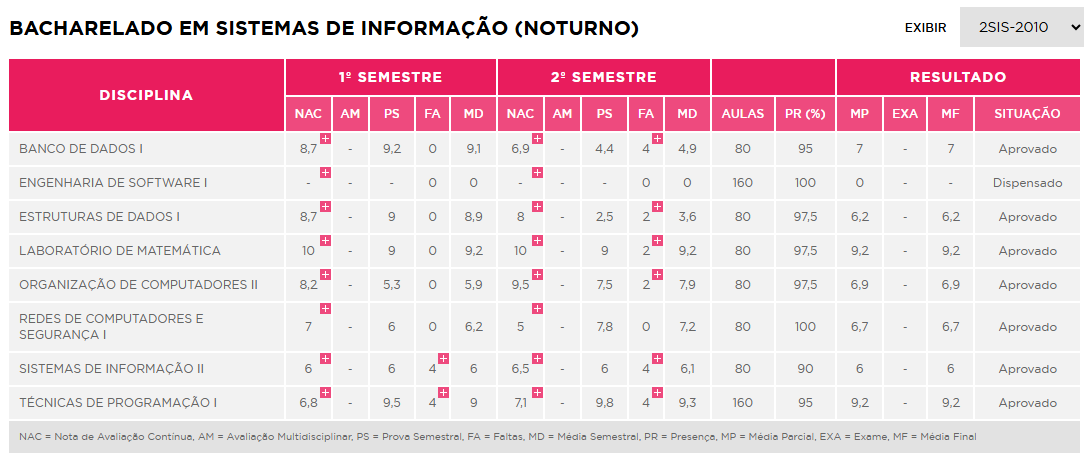 BACHARELADO EM SISTEMAS DE INFORMAÇÃO (NOTURNO) EXIBIR 2SIS-2010
DISCIPLINA 1º SEMESTRE 2º SEMESTRE RESULTADO
NAC AM PS FA MD NAC AM PS FA MD AULAS PR (%) MP EXA MF SITUAÇÃO
BANCO DE DADOS I 8,7 + - 9,2 0 9,1 6,9 + - 4,4 4 + 4,9 80 95 7 - 7 Aprovado
ENGENHARIA DE SOFTWARE I - + - - 0 0 - + - - 0 0 160 100 0 - - Dispensado
ESTRUTURAS DE DADOS I 8,7 + - 9 0 8,9 8 + - 2,5 2 + 3,6 80 97,5 6,2 - 6,2 Aprovado
LABORATÓRIO DE MATEMÁTICA 10 + - 9 0 9,2 10 + - 9 2 + 9,2 80 97,5 9,2 - 9,2 Aprovado
ORGANIZAÇÃO DE COMPUTADORES II 8,2 + - 5,3 0 5,9 9,5 + - 7,5 2 + 7,9 80 97,5 6,9 - 6,9 Aprovado
REDES DE COMPUTADORES E
SEGURANÇA I 7 + - 6 0 6,2 5 + - 7,8 0 7,2 80 100 6,7 - 6,7 Aprovado
SISTEMAS DE INFORMAÇÃO II 6 + - 6 4 + 6 6,5 + - 6 4 + 6,1 80 90 6 - 6 Aprovado
TÉCNICAS DE PROGRAMAÇÃO I 6,8 + - 9,5 4 + 9 7,1 + - 9,8 4 + 9,3 160 95 9,2 - 9,2 Aprovado
NAC = Nota de Avaliação Contínua, AM = Avaliação Multidisciplinar, PS = Prova Semestral, FA = Faltas, MD = Média Semestral, PR = Presença, MP = Média Parcial, EXA = Exame, MF = Média Final